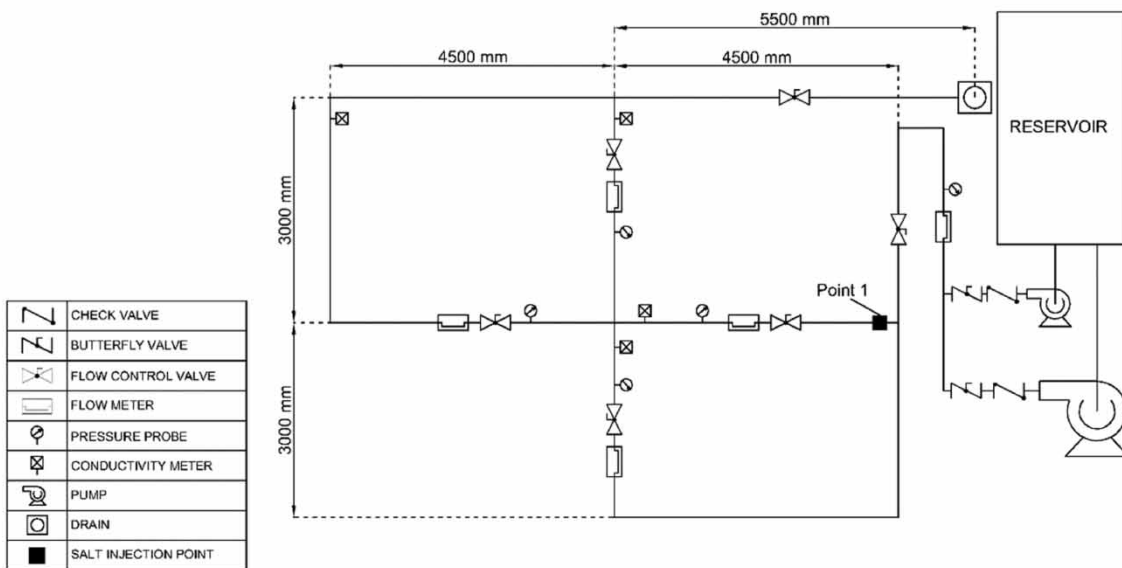 5500 mm
4500 mm
4500 mm
RESERVOIR
3000 mm
Point 1
3000 mm
CHECK VALVE
BUTTERFLY VALVE
FLOW CONTROL VALVE
FLOW METER
PRESSURE PROBE
CONDUCTIVITY METER
PUMP
DRAIN
SALT INJECTION POINT